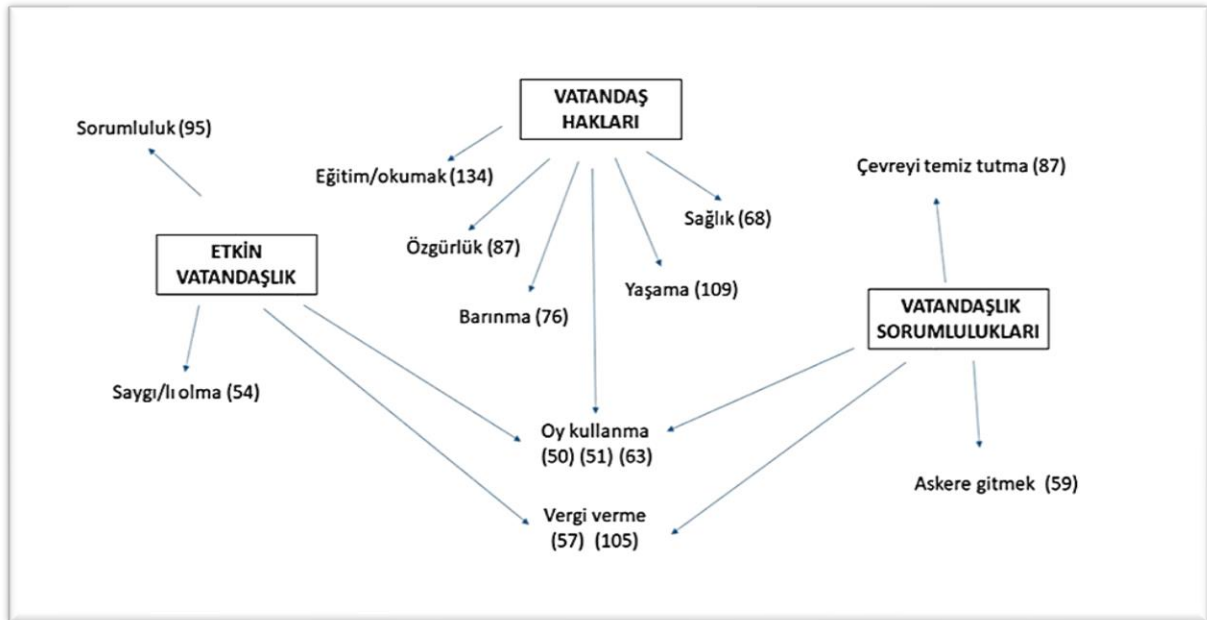 VATANDAŞ
HAKLARI
Sorumluluk (95)
Eğitim/okumak (134)
Çevreyi temiz tutma (87)
Sağlık (68)
Özgürlük (87)
ETKİN
VATANDAŞLIK
Yaşama (109)
Barınma (76)
VATANDAŞLIK
SORUMLULUKLARI
Saygı/lı olma (54)
Oy kullanma
(50) (51) (63)
Askere gitmek (59)
Vergi verme
(57) (105)